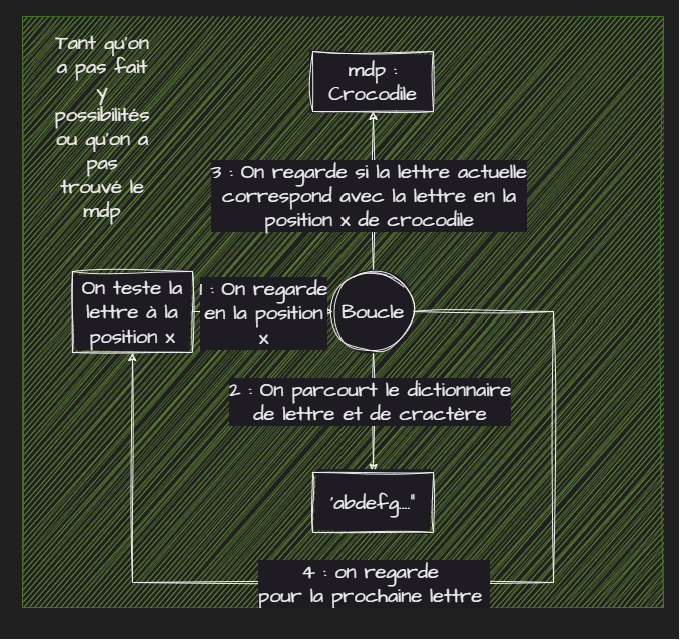 Tant qu'on
a pas fait
y
possibilités
ou qu'on a
pas
trouvé le
mdp
mdp :
Crocodile
3 : On regarde si la lettre actuelle
correspond avec la lettre en la
position x de crocodile
On teste la
lettre à la
position x
1 : On regarde
en la position
x
Boucle
2 : On parcourt le dictionnaire
de lettre et de cractère
'abdefg...."
4 : on regarde
pour la prochaine lettre